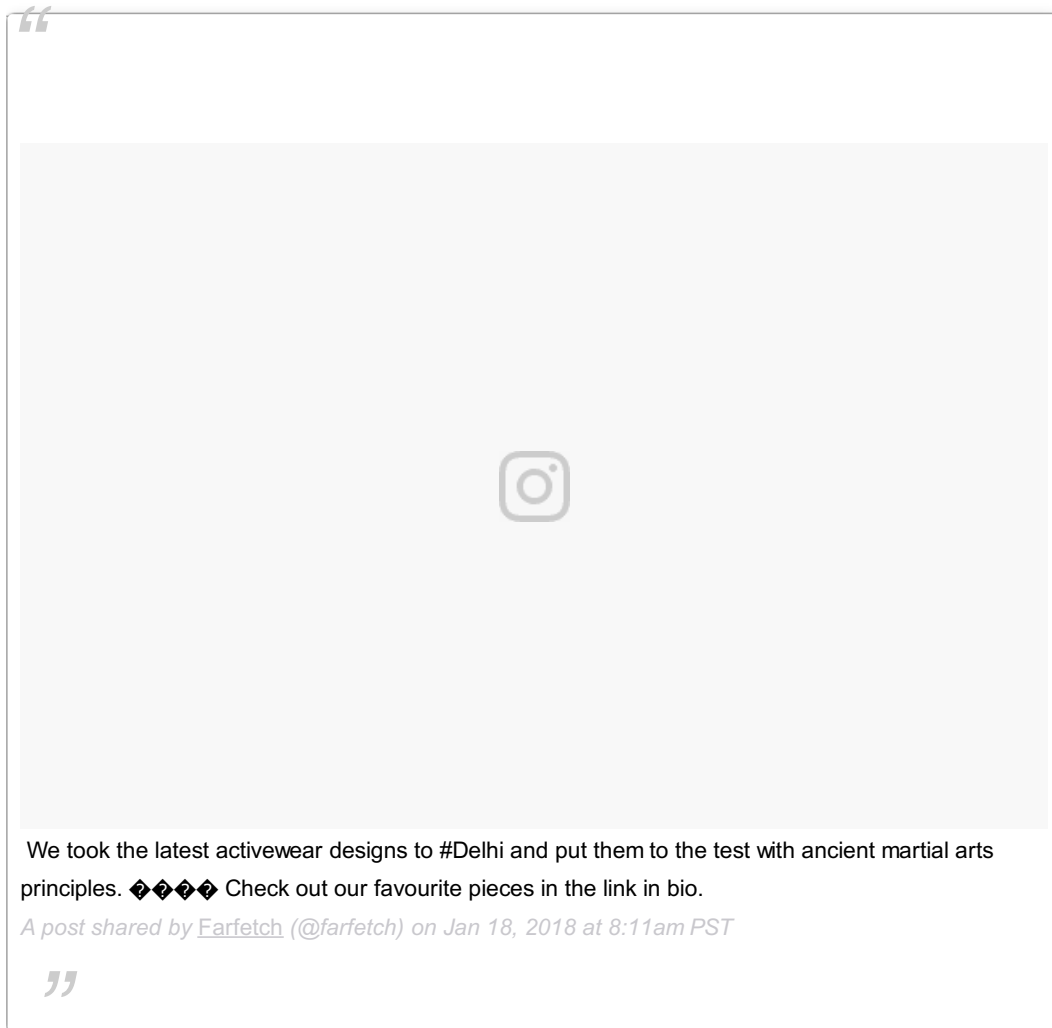 “
We took the latest activewear designs to #Delhi and put them to the test with ancient martial arts
principles. ���� Check out our favourite pieces in the link in bio.
A post shared by Farfetch (@farfetch) on Jan 18, 2018 at 8:11am PST
”